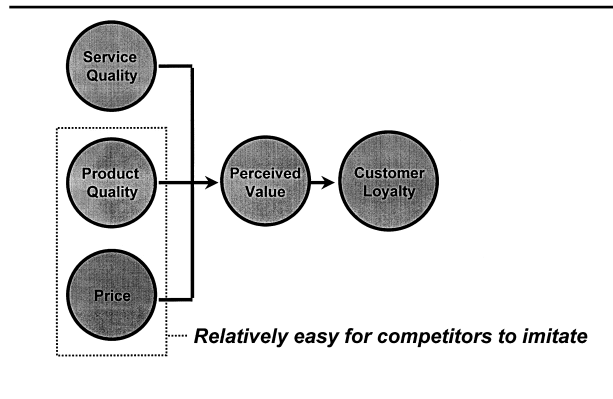 Service
Quality
Product
Quality
Perceived
Value
Customer
Loyalty
Price
Relatively easy for competitors to imitate